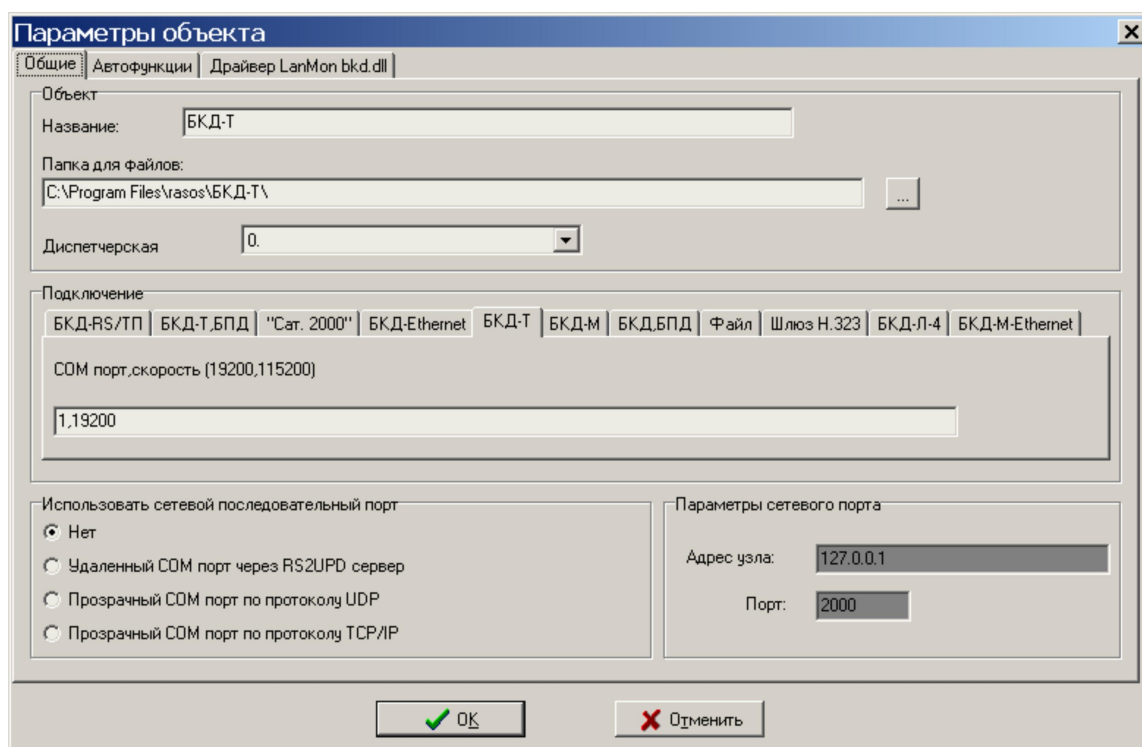 Параметры объекта
Общие Автофункции Драйвер LanMon bkd.dll
Объект
Название: БКД-Т
Папка для файлов:
C:\Program Files\rasos\БКД-Т\ ...
Диспетчерская 0.
Подключение
БКД-RS/ТП БКД-Т,БПД "Сат. 2000" БКД-Ethernet БКД-Т БКД-М БКД,БПД Файл Шлюз H.323 БКД-Л-4 БКД-М-Ethernet
COM порт,скорость (19200,115200)
1,19200
Использовать сетевой последовательный порт Параметры сетевого порта
Нет
Адрес узла: 127.0.0.1
Удаленный COM порт через RS2UPD сервер
Прозрачный COM порт по протоколу UDP
Порт: 2000
Прозрачный COM порт по протоколу TCP/IP
OK Отменить